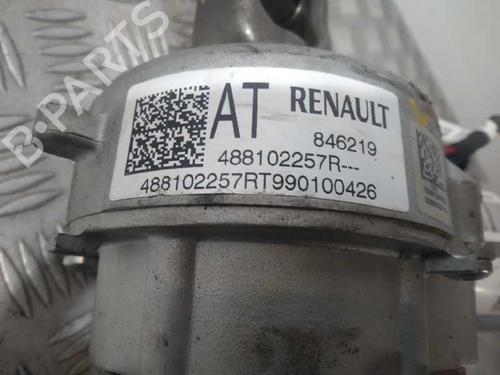 B-PARTS
AT RENAULT
846219
488102257R---
488102257RT990100426